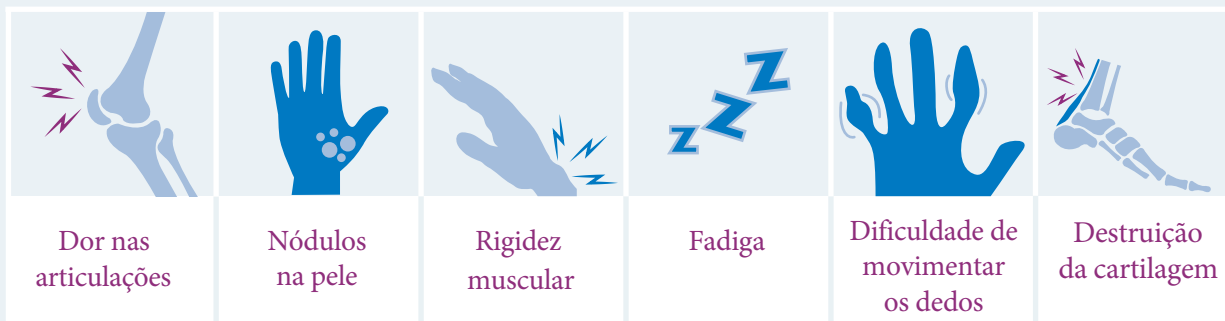 Dor nas
articulações
Nódulos
na pele
Rigidez
muscular
Fadiga
Dificuldade de
movimentar
os dedos
Destruição
da cartilagem